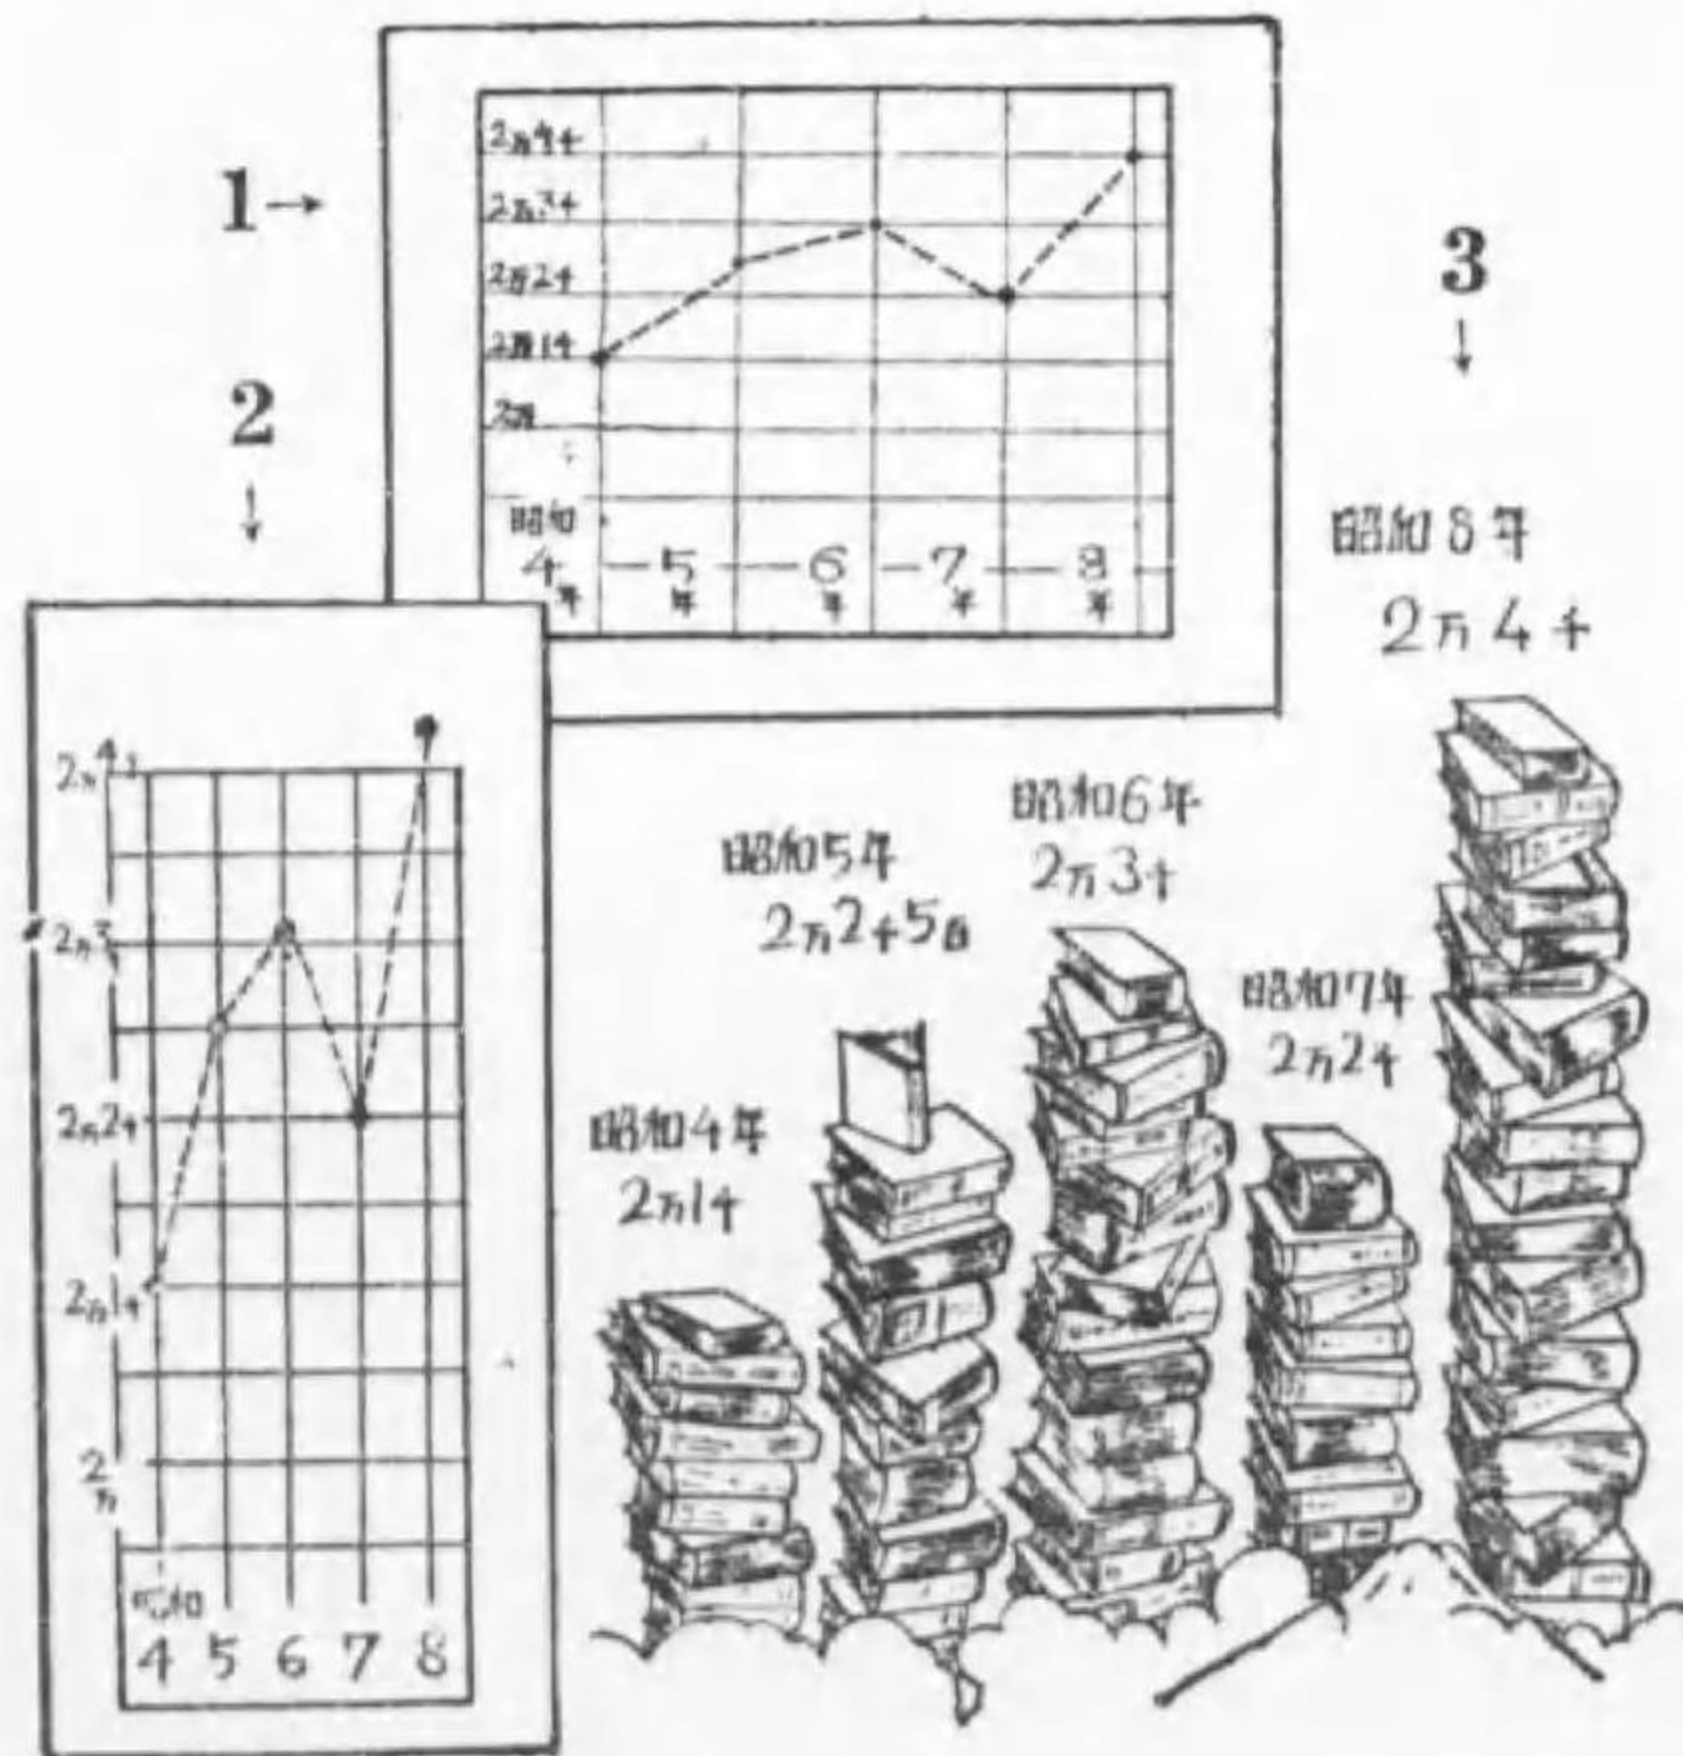 1→
2万4千
2万3千
2万2千
2万1千
2万
昭和
4年 5年 6年 7年 8年
2
↓
2万4千
2万3千
2万2千
2万1千
2万
昭和
4 5 6 7 8
3
↓
昭和4年
2万1千
昭和5年
2万2千5百
昭和6年
2万3千
昭和7年
2万2千
昭和8年
2万4千